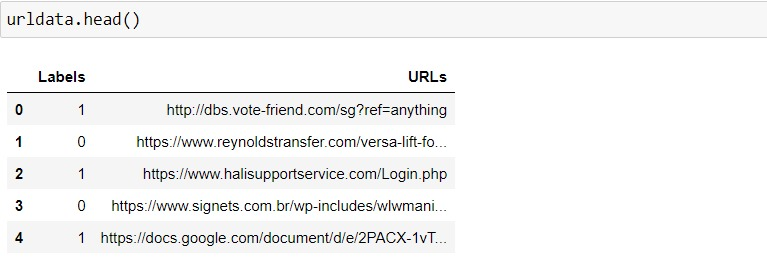 urldata.head()
Labels URLs
0 1 http://dbs.vote-friend.com/sg?ref=anything
1 0 https://www.reynoldstransfer.com/versa-lift-fo...
2 1 https://www.halisupportservice.com/Login.php
3 0 https://www.signets.com.br/wp-includes/wlwmani...
4 1 https://docs.google.com/document/d/e/2PACX-1vT...